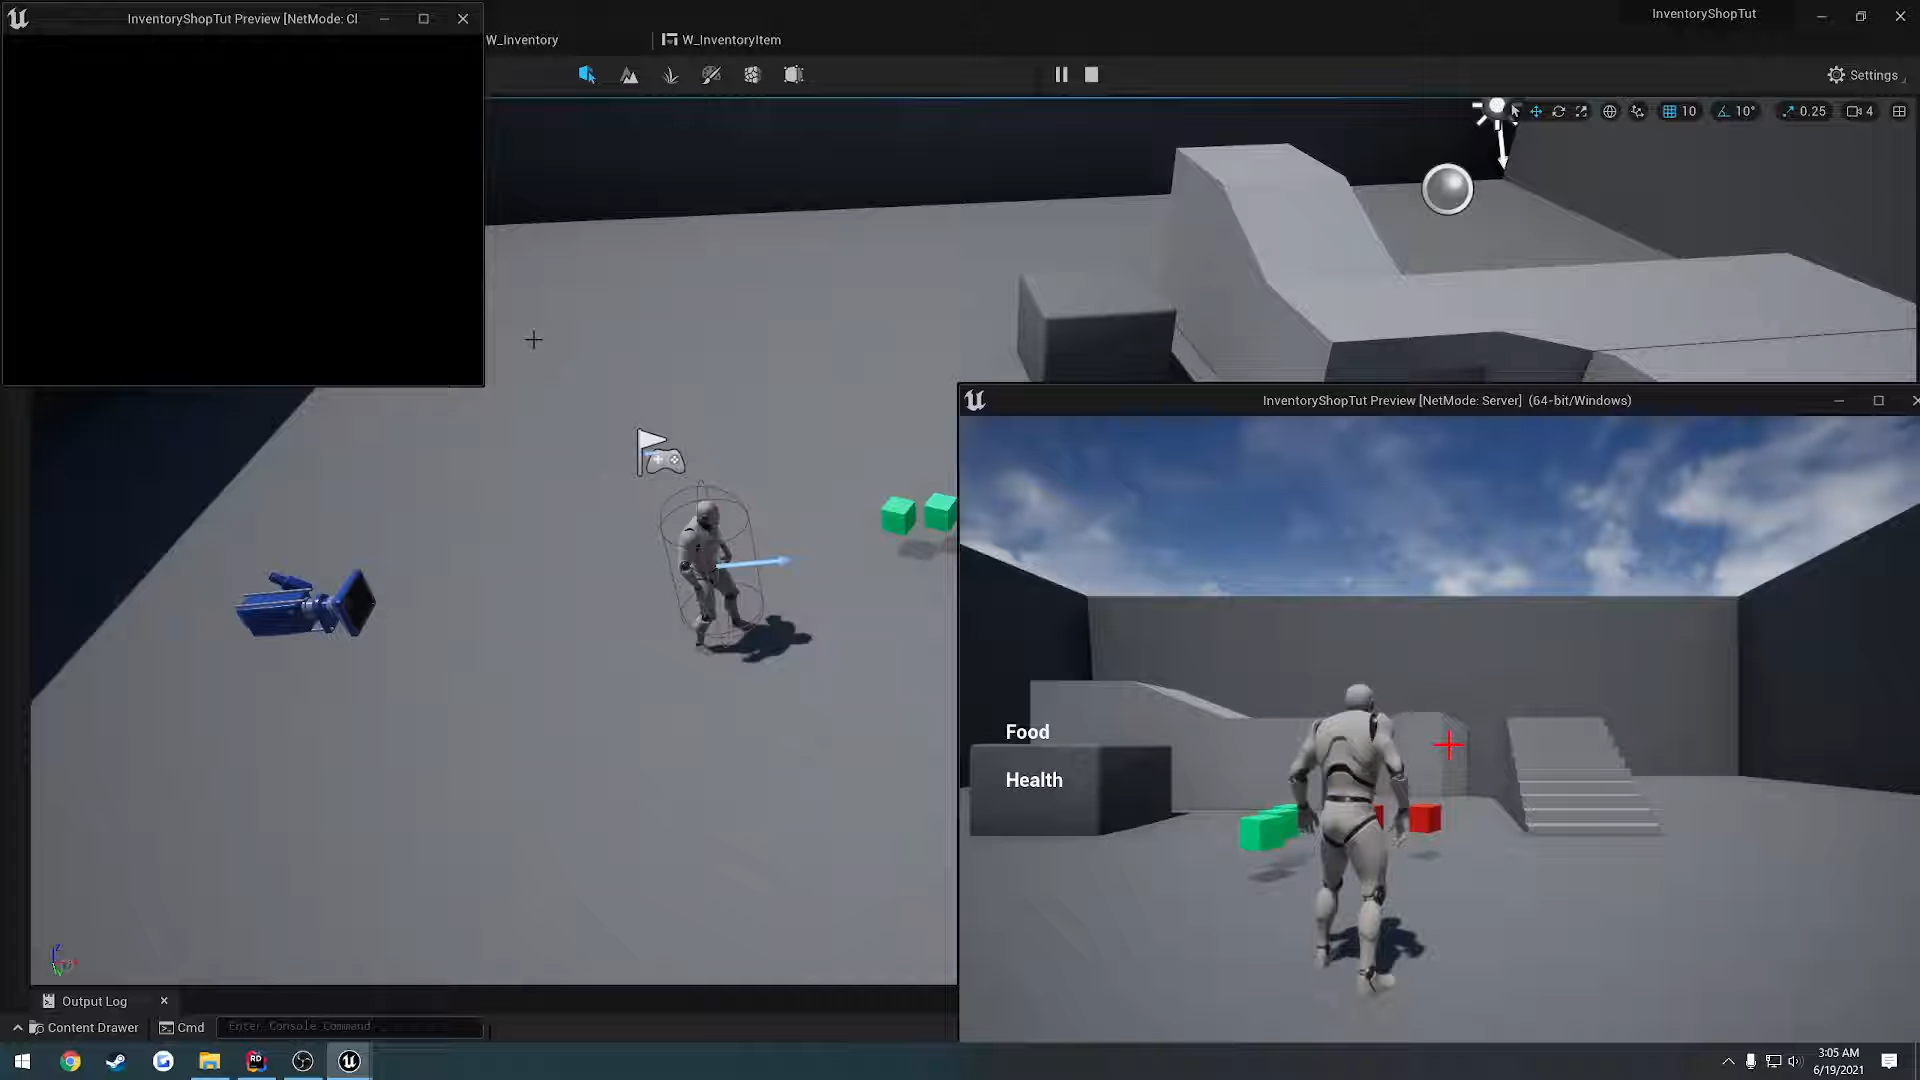 InventoryShopTut Preview [NetMode: Cl
InventoryShopTut
W_Inventory
W_InventoryItem
Settings
10
10°
0.25
4
InventoryShopTut Preview [NetMode: Server] (64-bit/Windows)
Food
Health
Output Log
Content Drawer
Cmd
Enter Console Command
3:05 AM
6/19/2021